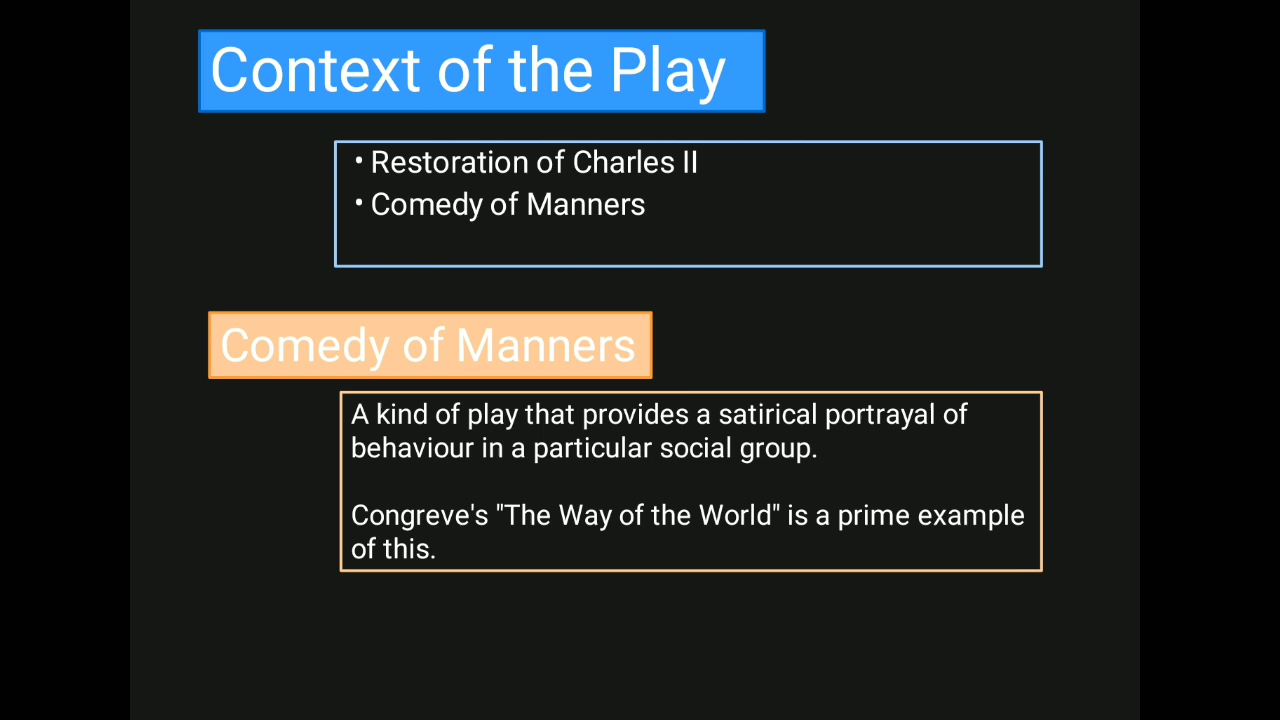 Context of the Play
• Restoration of Charles II
• Comedy of Manners
Comedy of Manners
A kind of play that provides a satirical portrayal of
behaviour in a particular social group.
Congreve's "The Way of the World" is a prime example
of this.